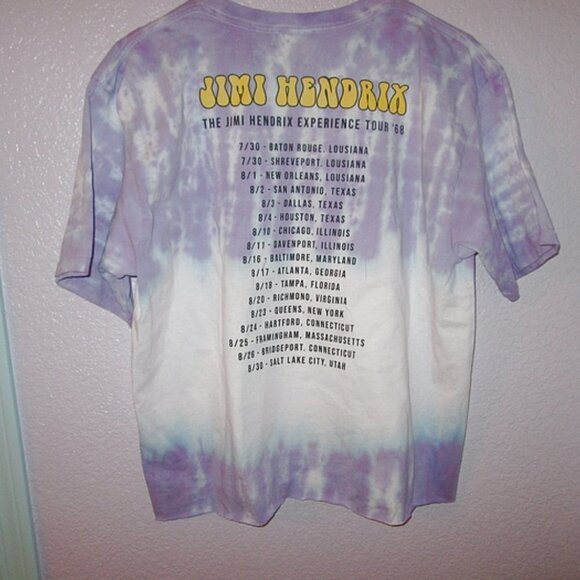 JIMI HENDRIX
THE JIMI HENDRIX EXPERIENCE TOUR '68
7/30 - BATON ROUGE. LOUSIANA
7/30 - SHREVEPORT. LOUSIANA
8/1 - NEW ORLEANS, LOUSIANA
8/2 - SAN ANTONIO, TEXAS
8/3 - DALLAS, TEXAS
8/4 - HOUSTON, TEXAS
8/10 - CHICAGO, ILLINOIS
8/11 - DAVENPORT, ILLINOIS
8/16 - BALTIMORE, MARYLAND
8/17 - ATLANTA, GEORGIA
8/18 - TAMPA, FLORIDA
8/20 - RICHMOND, VIRGINIA
8/23 - QUEENS, NEW YORK
8/24 - HARTFORD, CONNECTICUT
8/25 - FRAMINGHAM, MASSACHUSETTS
8/26 - BRIDGEPORT. CONNECTICUT
8/30 - SALT LAKE CITY, UTAH